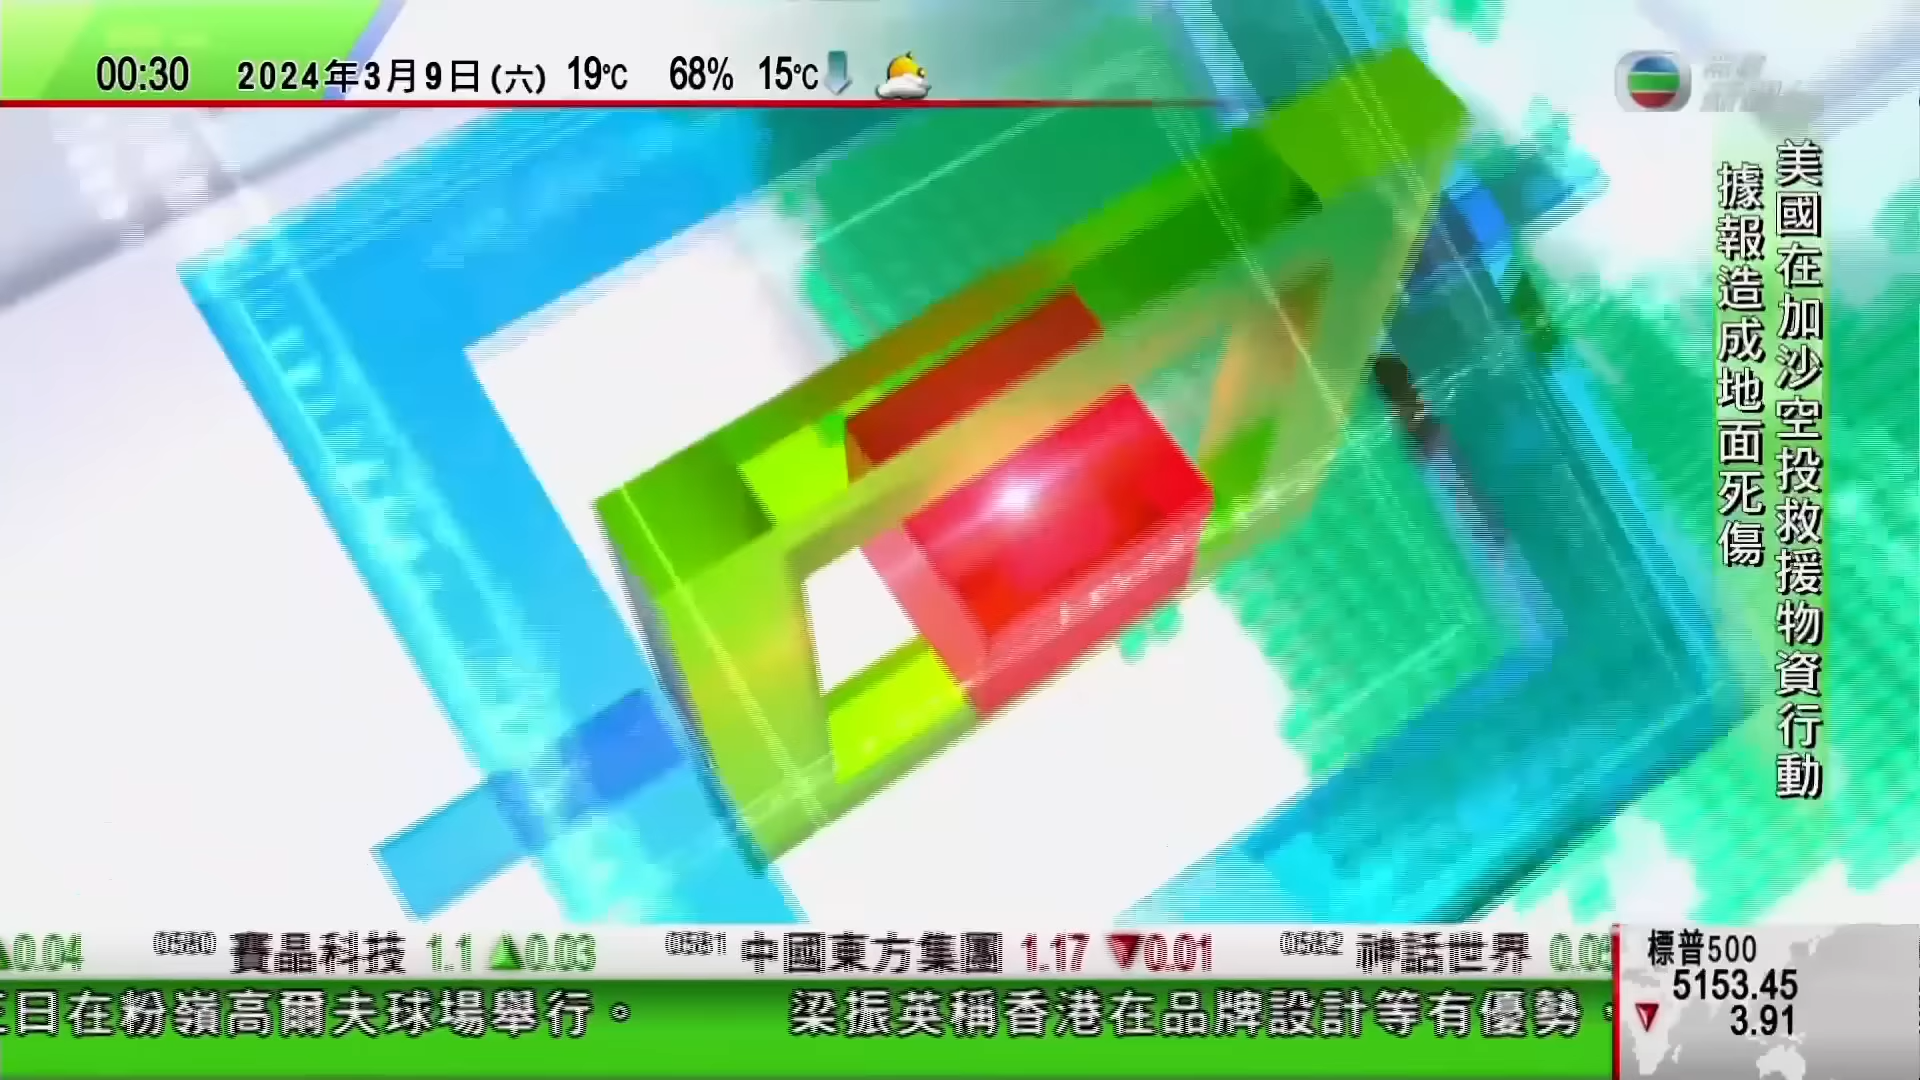 00:30 2024年3月9日(六) 19℃ 68% 15℃
美國在加沙空投救援物資行動
據報造成地面死傷
0.04 0580 賽晶科技 1.1 ▲0.03 0581 中國東方集團 1.17 ▼0.01 0582 神話世界
日在粉嶺高爾夫球場舉行。 梁振英稱香港在品牌設計等有優勢
標普500
5153.45
▼ 3.91